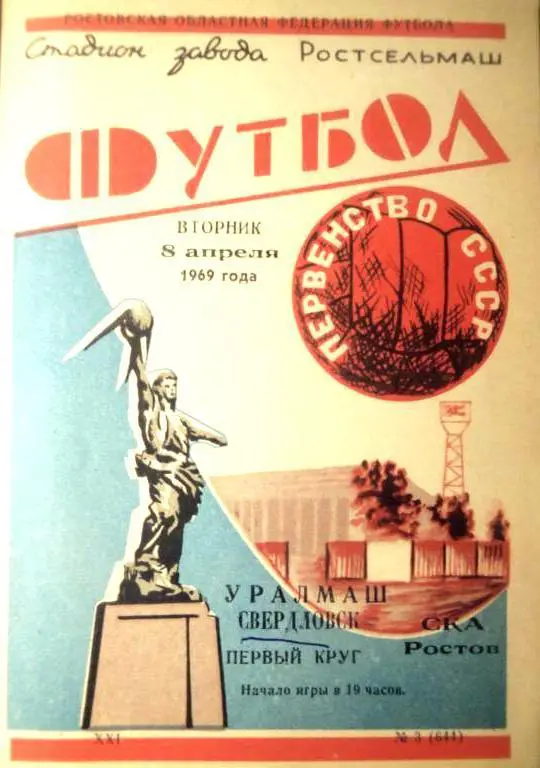 РОСТОВСКАЯ ОБЛАСТНАЯ ФЕДЕРАЦИЯ ФУТБОЛА
Стадион завода Ростсельмаш
ФУТБОЛ
ВТОРНИК
8 апреля
1969 года
ПЕРВЕНСТВО СССР
УРАЛМАШ
СВЕРДЛОВСК
СКА
Ростов
ПЕРВЫЙ КРУГ
Начало игры в 19 часов.
XXI № 3 (644)